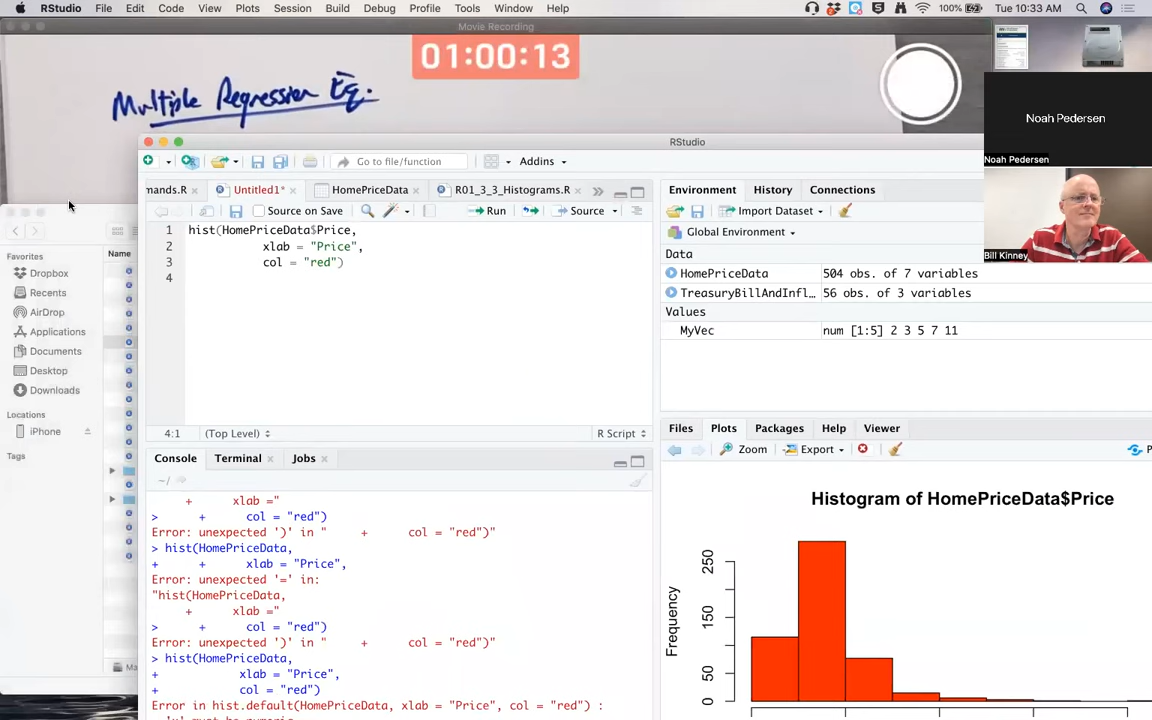 RStudio File Edit Code View Plots Session Build Debug Profile Tools Window Help
100% Tue 10:33 AM
Movie Recording
01:00:13
Multiple Regression Eq.
Noah Pedersen
Noah Pedersen
Bill Kinney
RStudio
Go to file/function Addins
mands.R Untitled1* HomePriceData R01_3_3_Histograms.R
Source on Save Run Source
1 hist(HomePriceData$Price,
2 xlab = "Price",
3 col = "red")
4
4:1 (Top Level) R Script
Favorites
Dropbox
Recents
AirDrop
Applications
Documents
Desktop
Downloads
Locations
iPhone
Tags
Name
Console Terminal Jobs
~/
+ xlab ="
> + col = "red")
Error: unexpected ')' in " + col = "red")"
> hist(HomePriceData,
+ + xlab = "Price",
Error: unexpected '=' in:
"hist(HomePriceData,
+ xlab ="
> + col = "red")
Error: unexpected ')' in " + col = "red")"
> hist(HomePriceData,
+ xlab = "Price",
+ col = "red")
Error in hist.default(HomePriceData, xlab = "Price", col = "red") :
'x' must be numeric
Environment History Connections
Import Dataset
Global Environment
Data
HomePriceData 504 obs. of 7 variables
TreasuryBillAndInfl… 56 obs. of 3 variables
Values
MyVec num [1:5] 2 3 5 7 11
Files Plots Packages Help Viewer
Zoom Export P
Histogram of HomePriceData$Price
Frequency
250
150
50
0